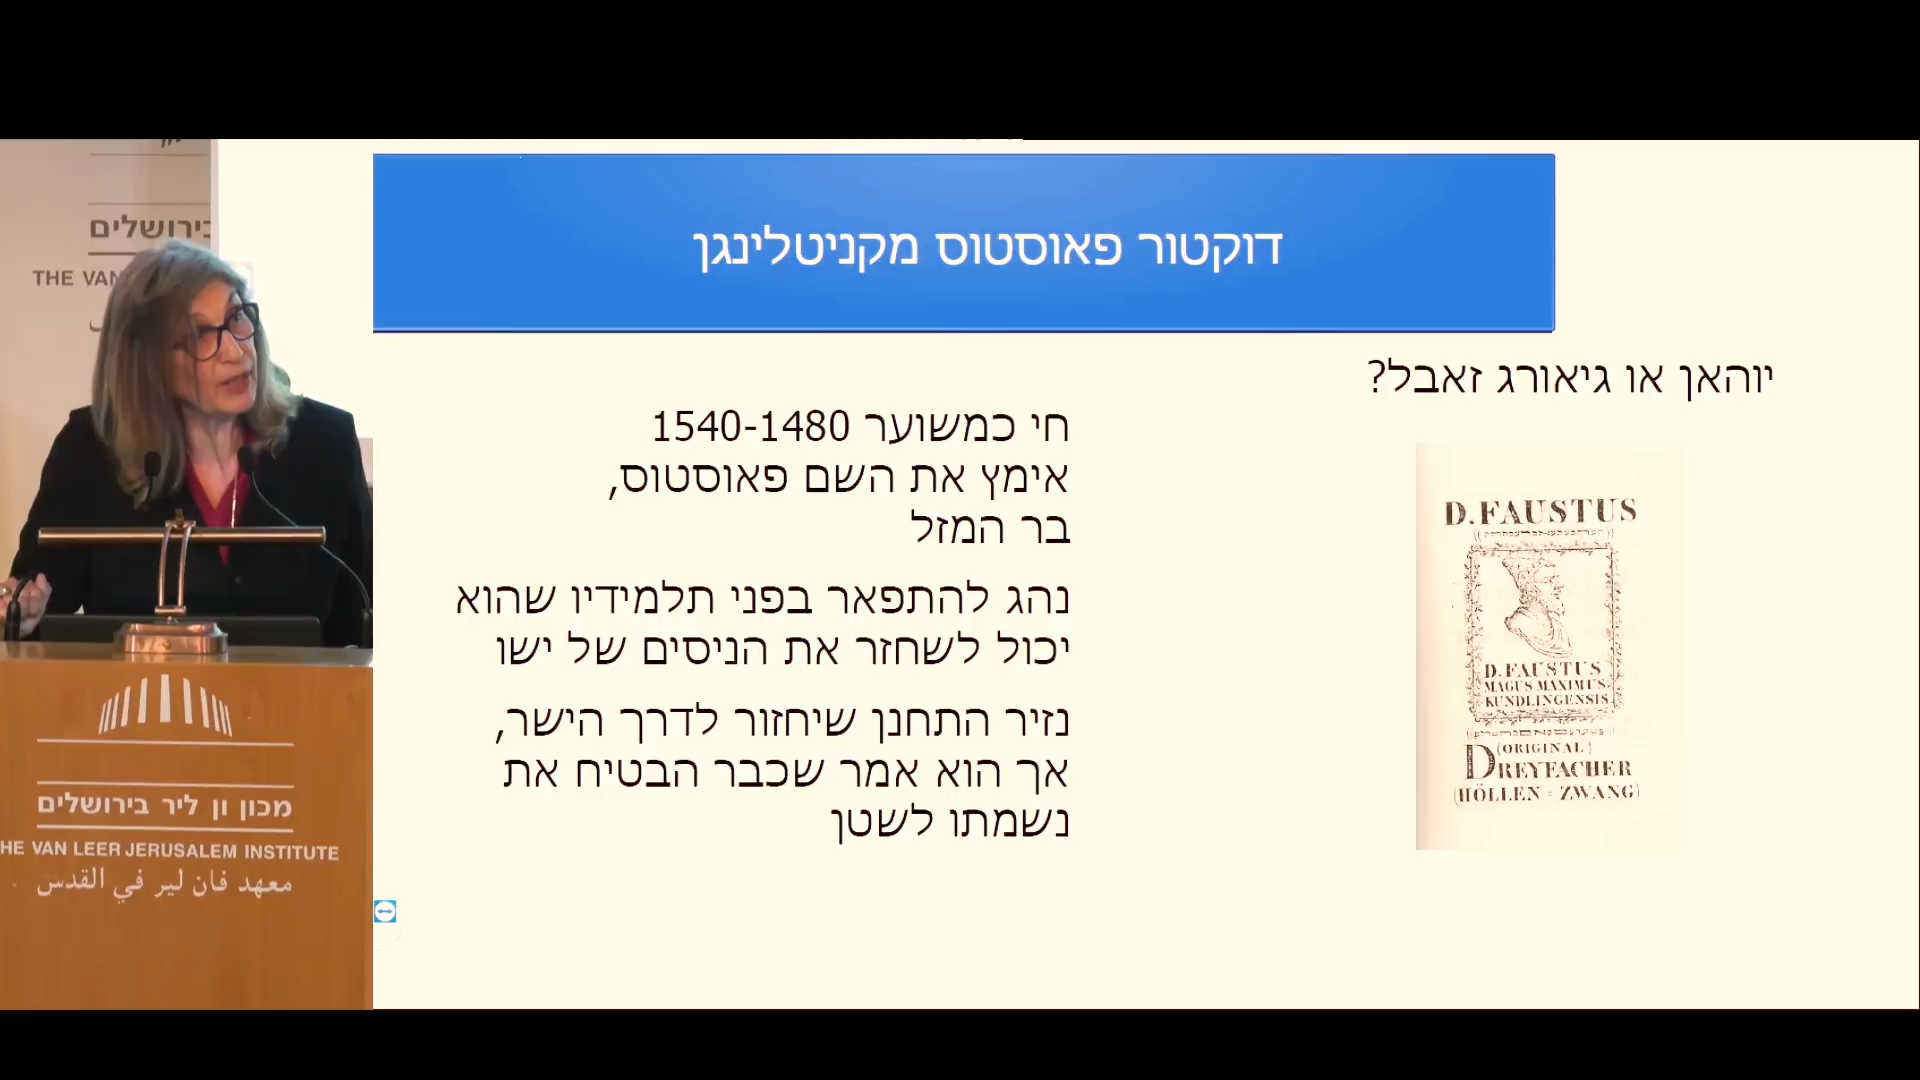 דוקטור פאוסטוס מקניטלינגן
יוהאן או גיאורג זאבל?
חי כמשוער 1540-1480
אימץ את השם פאוסטוס,
בר המזל
נהג להתפאר בפני תלמידיו שהוא
יכול לשחזר את הניסים של ישו
נזיר התחנן שיחזור לדרך הישר,
אך הוא אמר שכבר הבטיח את
נשמתו לשטן
D. FAUSTUS
D. FAUSTUS
MAGUS MAXIMUS
KUNDLINGENSIS
(ORIGINAL)
DREYFACHER
(HÖLLEN = ZWANG)
בירושלים
THE VAN
מכון ון ליר בירושלים
HE VAN LEER JERUSALEM INSTITUTE
معهد فان لير في القدس